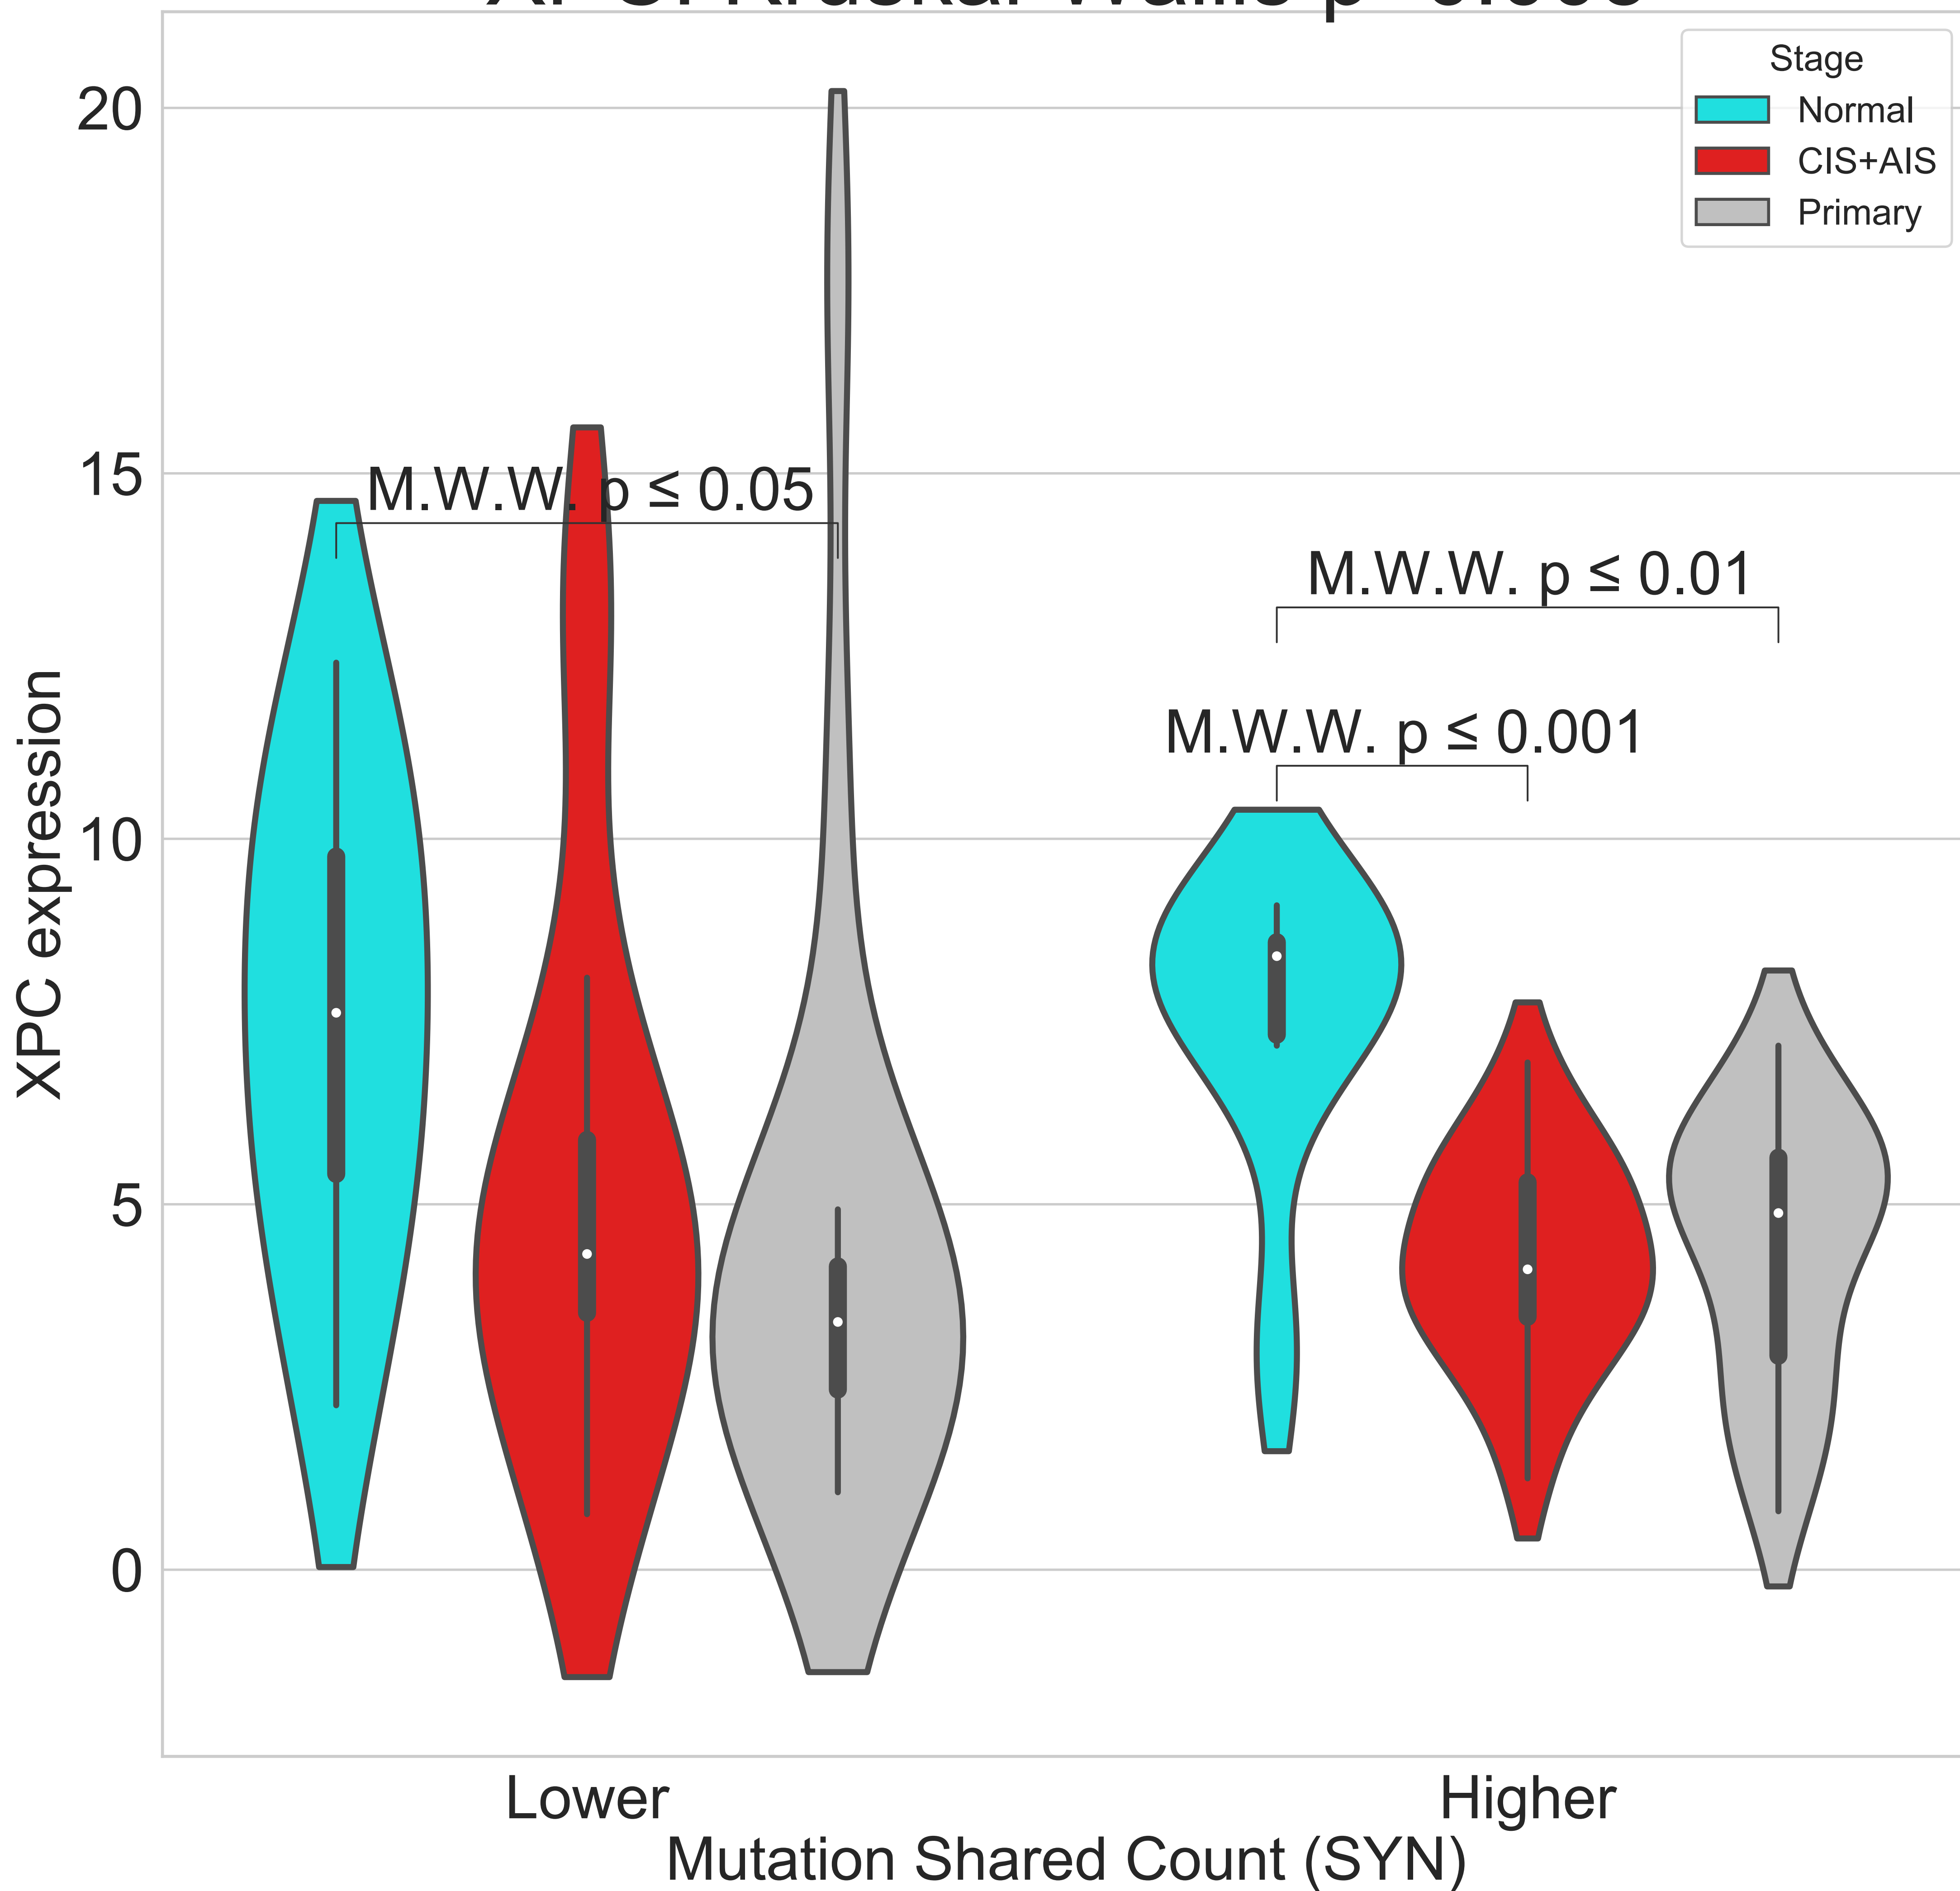 Stage
Normal
CIS+AIS
Primary
20
15
10
5
0
XPC expression
M.W.W. p ≤ 0.05
M.W.W. p ≤ 0.01
M.W.W. p ≤ 0.001
Lower
Higher
Mutation Shared Count (SYN)